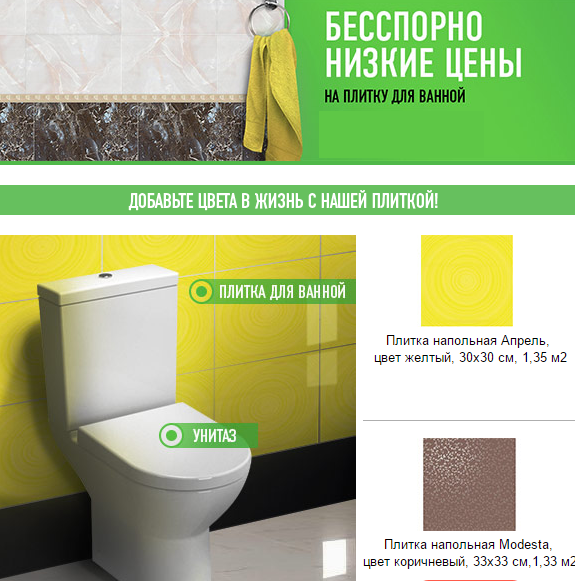 БЕССПОРНО
НИЗКИЕ ЦЕНЫ
НА ПЛИТКУ ДЛЯ ВАННОЙ
ДОБАВЬТЕ ЦВЕТА В ЖИЗНЬ С НАШЕЙ ПЛИТКОЙ!
ПЛИТКА ДЛЯ ВАННОЙ
УНИТАЗ
Плитка напольная Апрель,
цвет желтый, 30х30 см, 1,35 м2
Плитка напольная Modesta,
цвет коричневый, 33х33 см,1,33 м2